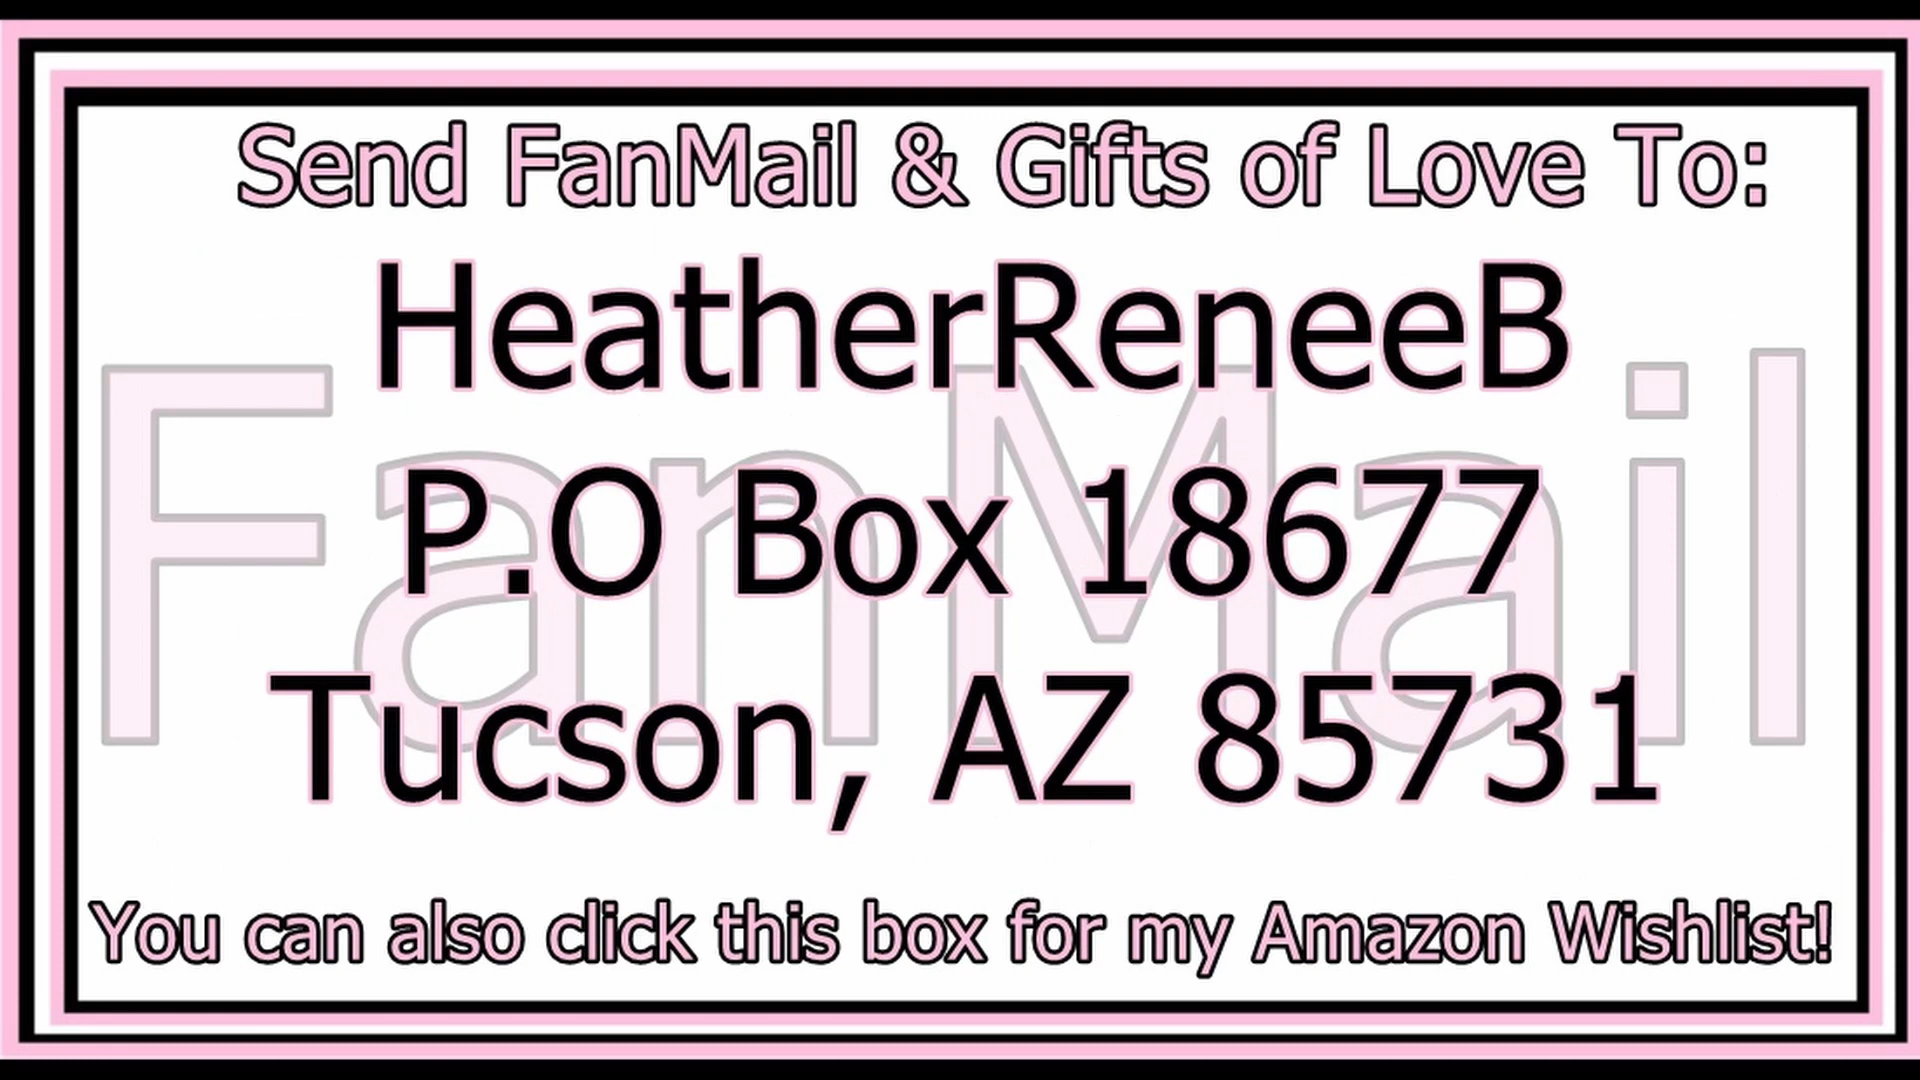 Send FanMail & Gifts of Love To:
HeatherReneeB
FanMail
P.O Box 18677
Tucson, AZ 85731
You can also click this box for my Amazon Wishlist!